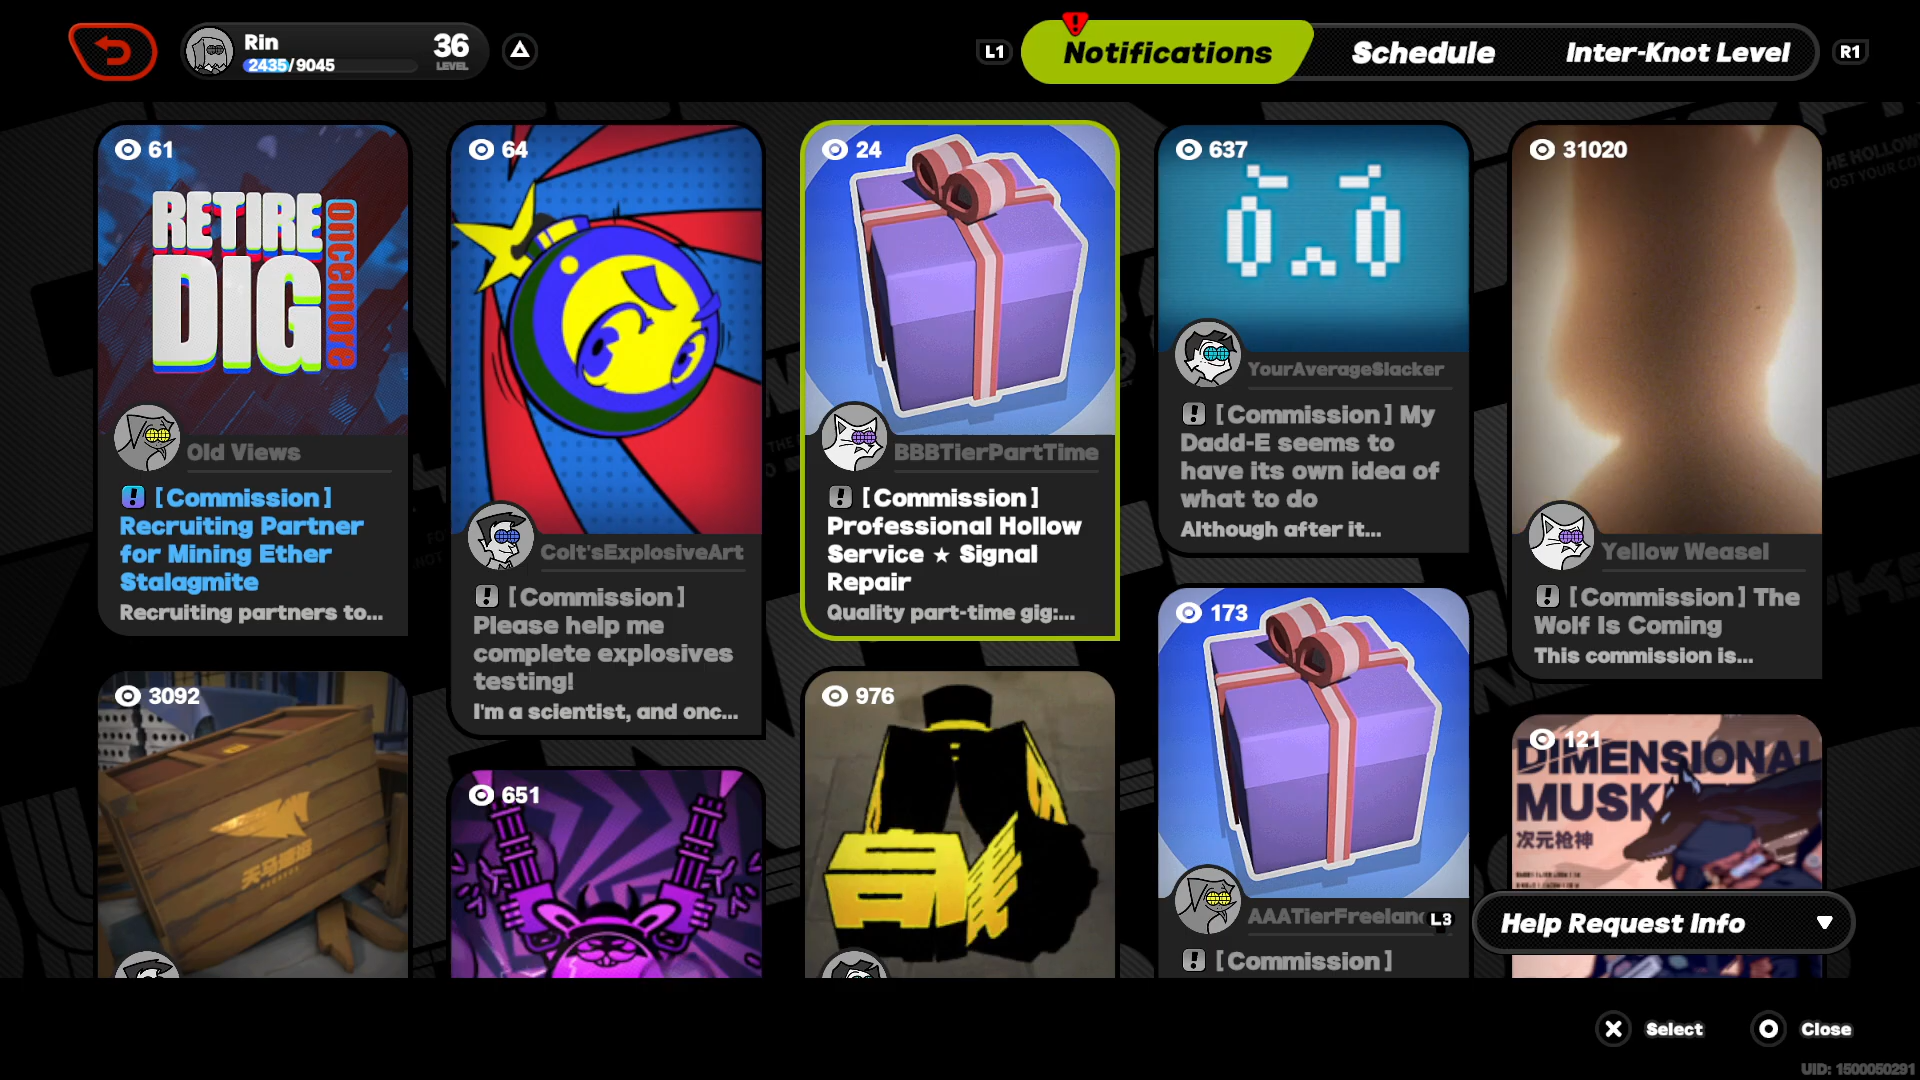 Rin
36
LEVEL
2435/9045
L1
Notifications
Schedule
Inter-Knot Level
R1
61
RETIRE
DIG
oncemore
Old Views
[Commission]
Recruiting Partner
for Mining Ether
Stalagmite
Recruiting partners to...
3092
天马速运
PEGASUS
64
Colt'sExplosiveArt
[Commission]
Please help me
complete explosives
testing!
I'm a scientist, and onc...
651
24
BBBTierPartTime
[Commission]
Professional Hollow
Service ★ Signal
Repair
Quality part-time gig:....
976
637
YourAverageSlacker
[Commission] My
Dadd-E seems to
have its own idea of
what to do
Although after it...
173
AAATierFreelanc
L3
[Commission]
31020
Yellow Weasel
[Commission] The
Wolf Is Coming
This commission is...
121
DIMENSIONAL
MUSK
次元枪神
Help Request Info
Select
Close
UID: 1500050291